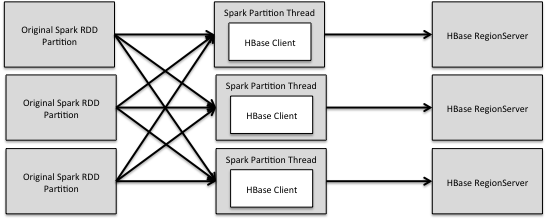 Original Spark RDD
Partition
Spark Partition Thread
HBase Client
HBase RegionServer
Original Spark RDD
Partition
Spark Partition Thread
HBase Client
HBase RegionServer
Original Spark RDD
Partition
Spark Partition Thread
HBase Client
HBase RegionServer